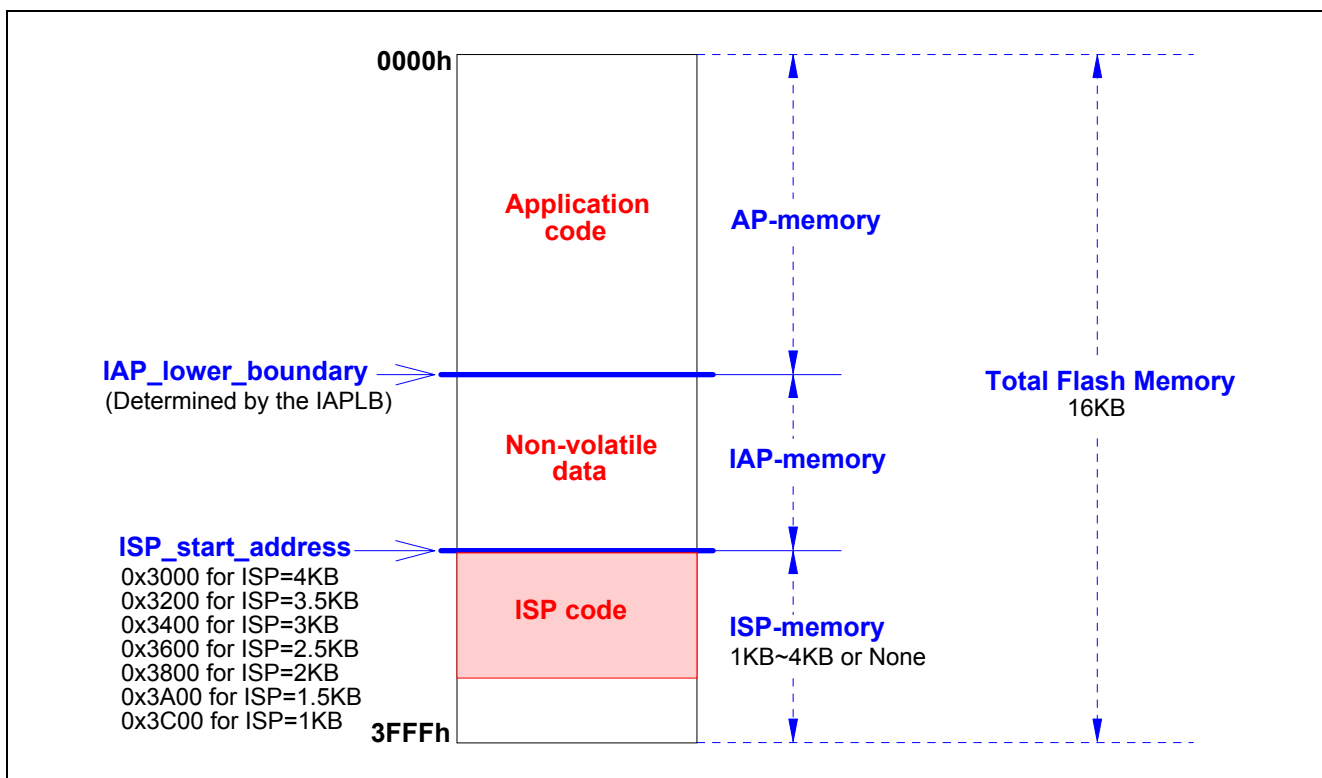 0000h
Application
code
AP-memory
IAP_lower_boundary
(Determined by the IAPLB)
Total Flash Memory
16KB
Non-volatile
data
IAP-memory
ISP_start_address
0x3000 for ISP=4KB
0x3200 for ISP=3.5KB
0x3400 for ISP=3KB
0x3600 for ISP=2.5KB
0x3800 for ISP=2KB
0x3A00 for ISP=1.5KB
0x3C00 for ISP=1KB
ISP code
ISP-memory
1KB~4KB or None
3FFFh